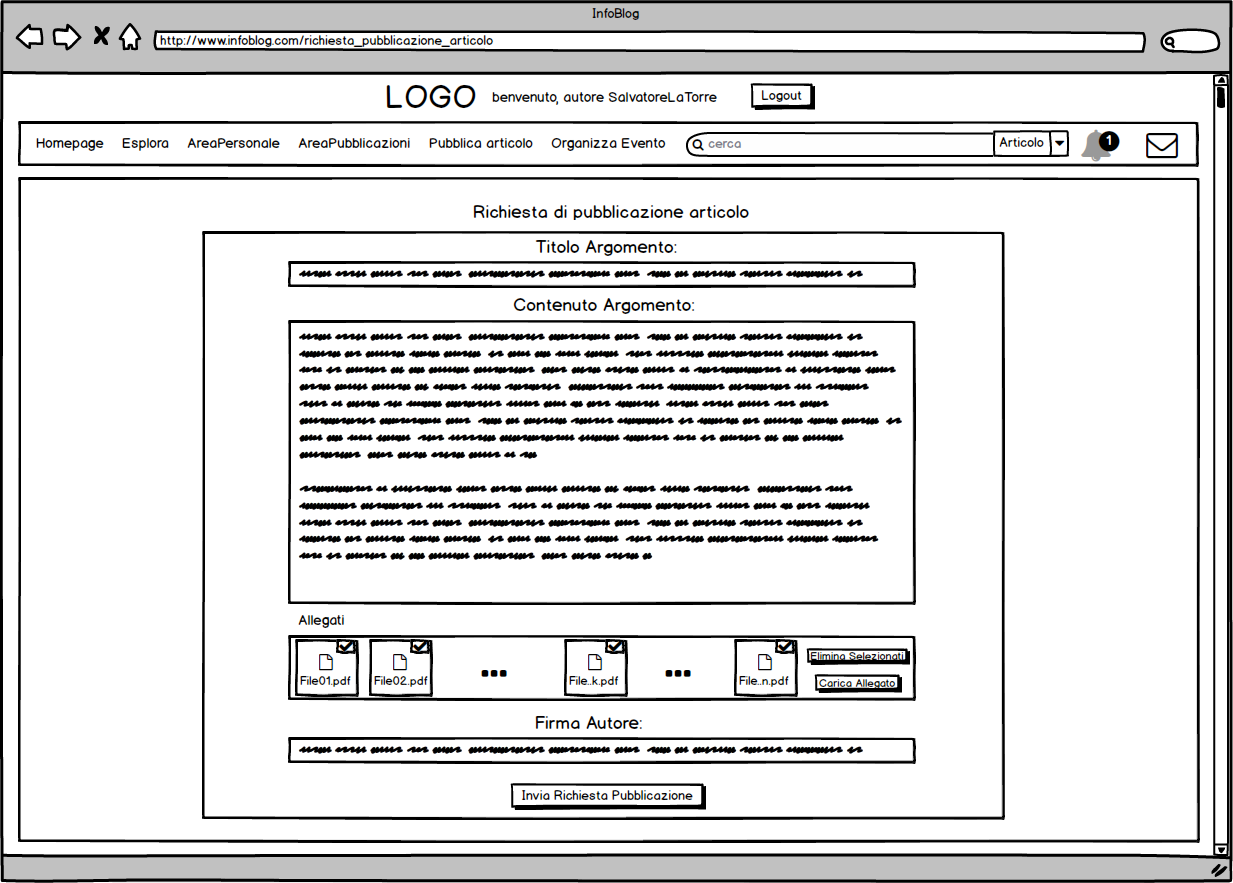 InfoBlog
http://www.infoblog.com/richiesta_pubblicazione_articolo
LOGO benvenuto, autore SalvatoreLaTorre Logout
Homepage Esplora AreaPersonale AreaPubblicazioni Pubblica articolo Organizza Evento cerca Articolo 1
Richiesta di pubblicazione articolo
Titolo Argomento:
Contenuto Argomento:
Allegati
File01.pdf File02.pdf ... File..k.pdf ... File..n.pdf
Elimina Selezionati
Carica Allegato
Firma Autore:
Invia Richiesta Pubblicazione